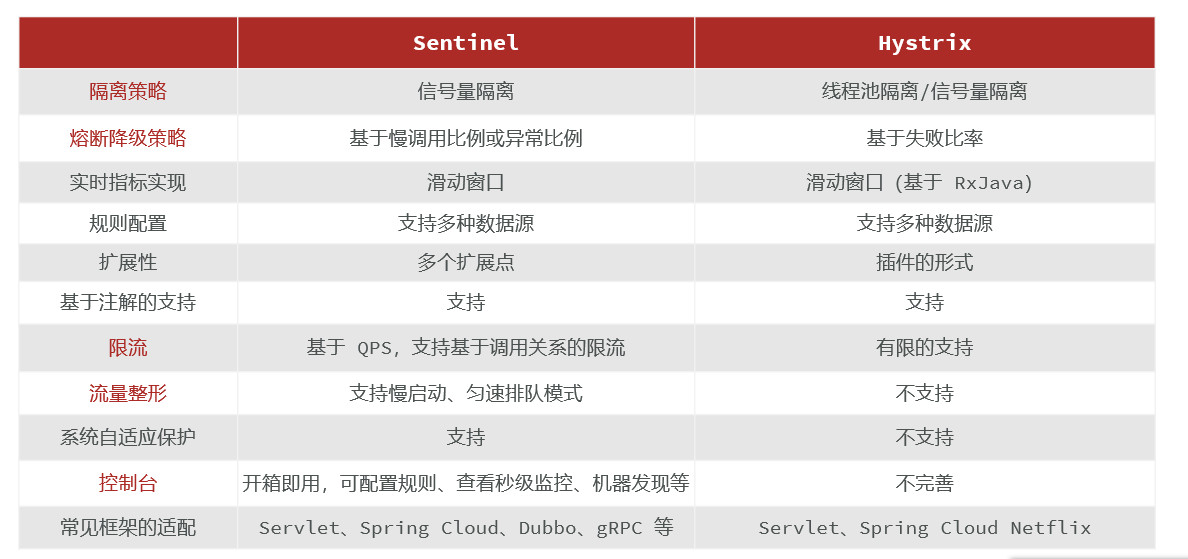 Sentinel Hystrix
隔离策略 信号量隔离 线程池隔离/信号量隔离
熔断降级策略 基于慢调用比例或异常比例 基于失败比率
实时指标实现 滑动窗口 滑动窗口 (基于 RxJava)
规则配置 支持多种数据源 支持多种数据源
扩展性 多个扩展点 插件的形式
基于注解的支持 支持 支持
限流 基于 QPS，支持基于调用关系的限流 有限的支持
流量整形 支持慢启动、匀速排队模式 不支持
系统自适应保护 支持 不支持
控制台 开箱即用，可配置规则、查看秒级监控、机器发现等 不完善
常见框架的适配 Servlet、Spring Cloud、Dubbo、gRPC 等 Servlet、Spring Cloud Netflix